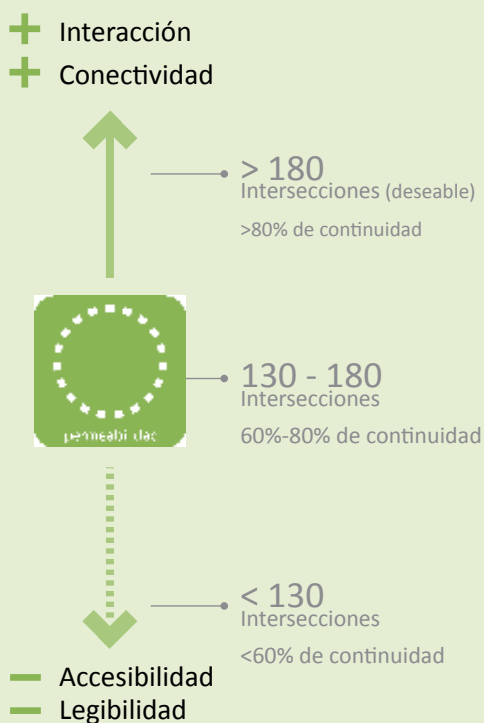 + Interacción
+ Conectividad
> 180
Intersecciones (deseable)
>80% de continuidad
130 - 180
Intersecciones
60%-80% de continuidad
permeabilidad
< 130
Intersecciones
<60% de continuidad
— Accesibilidad
— Legibilidad